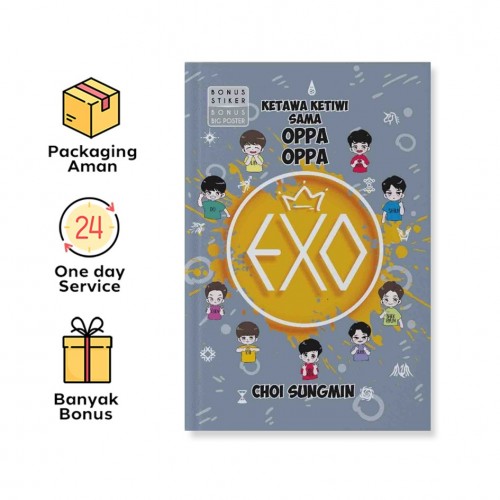 Packaging
Aman
24
One day
Service
Banyak
Bonus
BONUS
STIKER
BONUS
BIG POSTER
KETAWA KETIWI
SAMA
OPPA
OPPA
EXO
CHOI SUNGMIN